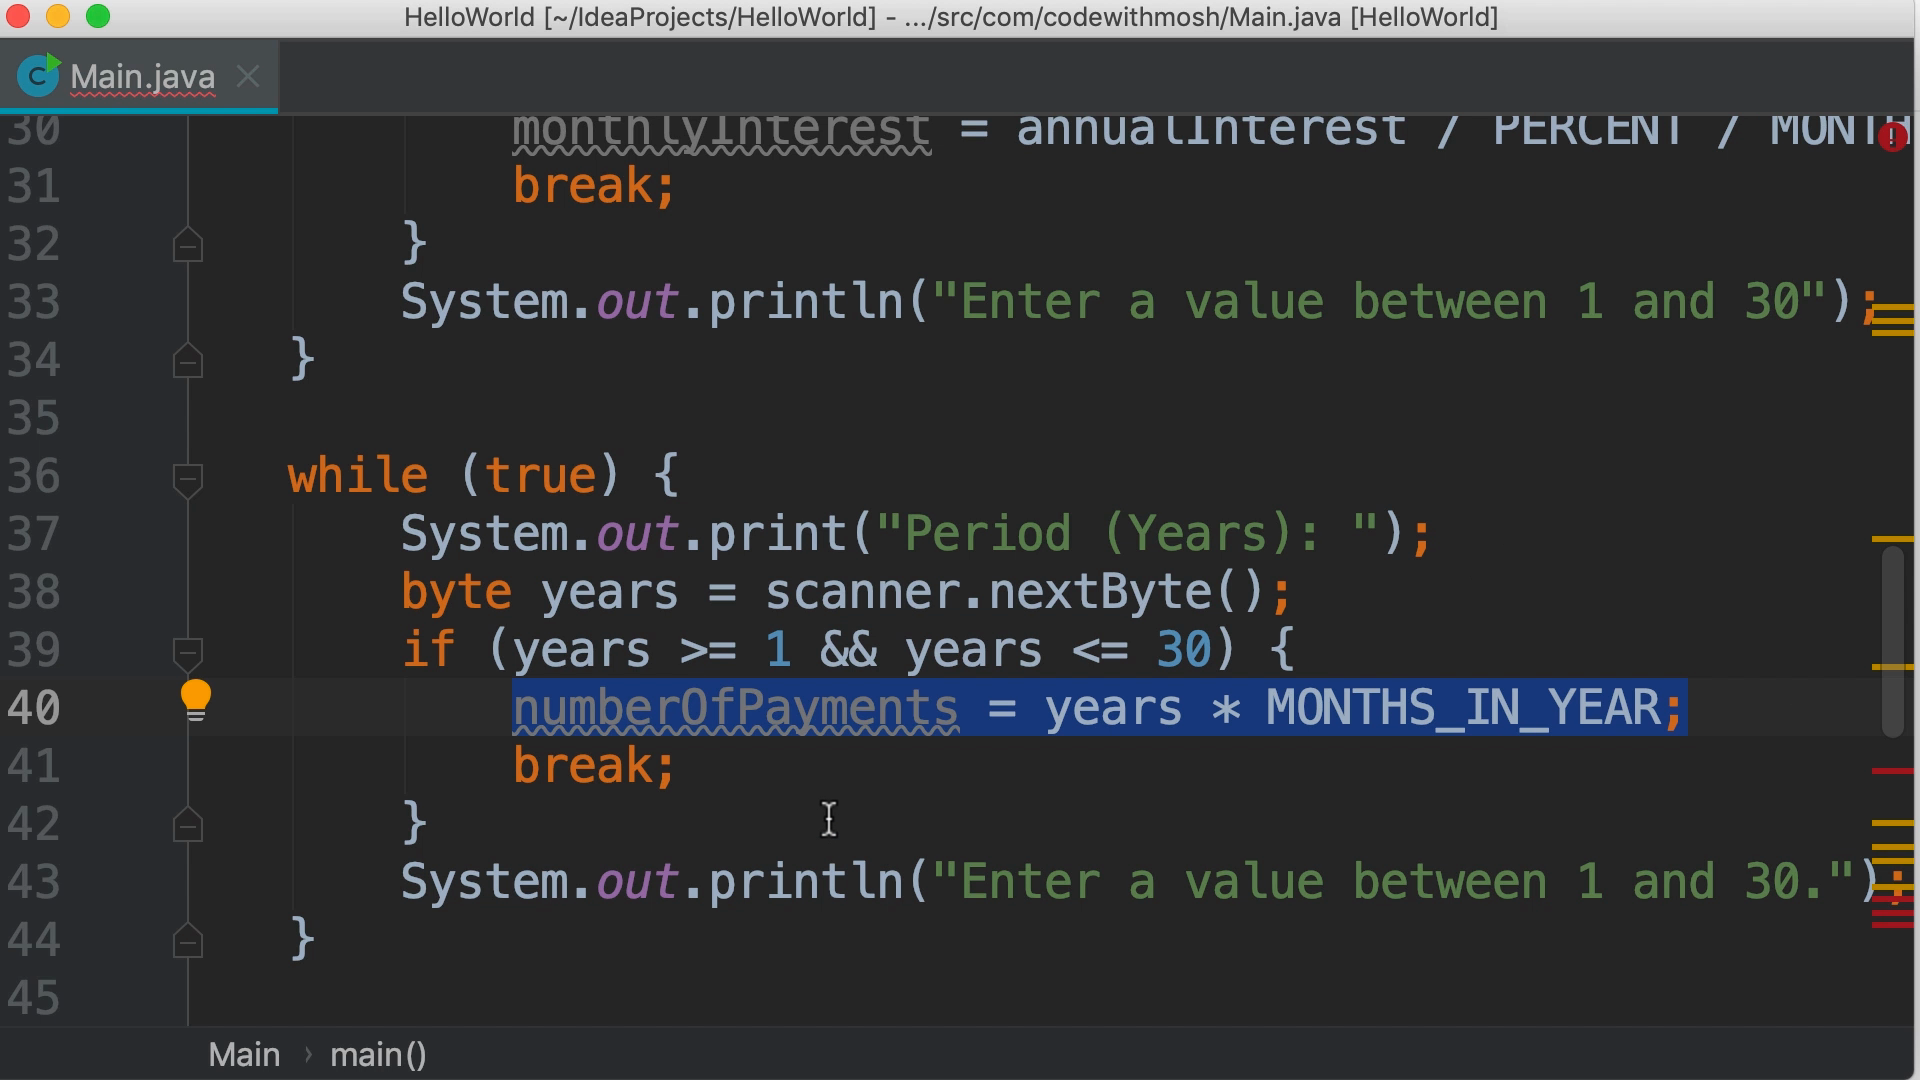 HelloWorld [~/IdeaProjects/HelloWorld] - .../src/com/codewithmosh/Main.java [HelloWorld]
C Main.java
30 monthlyInterest = annualInterest / PERCENT / MONTH
31 break;
32 }
33 System.out.println("Enter a value between 1 and 30");
34 }
35
36 while (true) {
37 System.out.print("Period (Years): ");
38 byte years = scanner.nextByte();
39 if (years >= 1 && years <= 30) {
40 numberOfPayments = years * MONTHS_IN_YEAR;
41 break;
42 }
43 System.out.println("Enter a value between 1 and 30.");
44 }
45
Main › main()